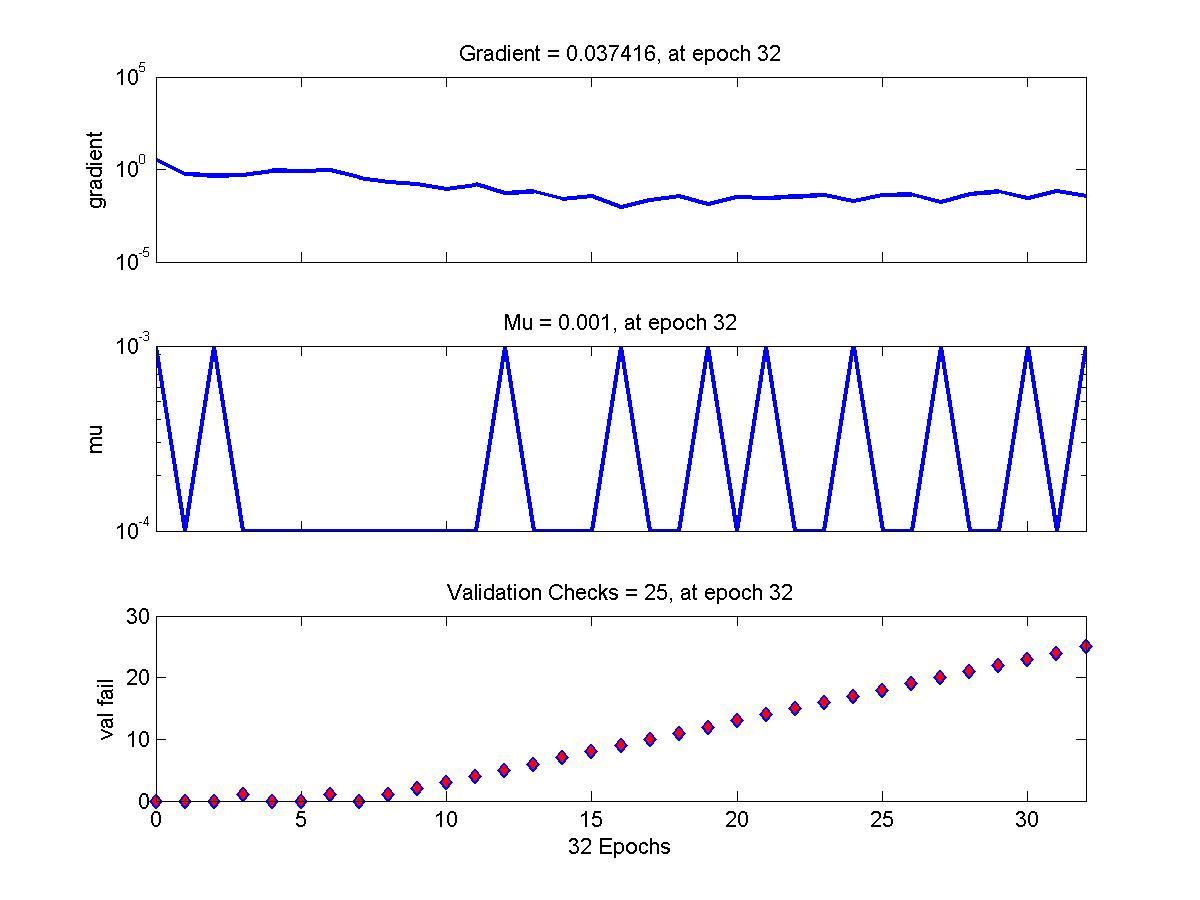 Gradient = 0.037416, at epoch 32
10^5
10^0
10^-5
gradient
Mu = 0.001, at epoch 32
10^-3
10^-4
mu
Validation Checks = 25, at epoch 32
30
20
10
0
val fail
0 5 10 15 20 25 30
32 Epochs